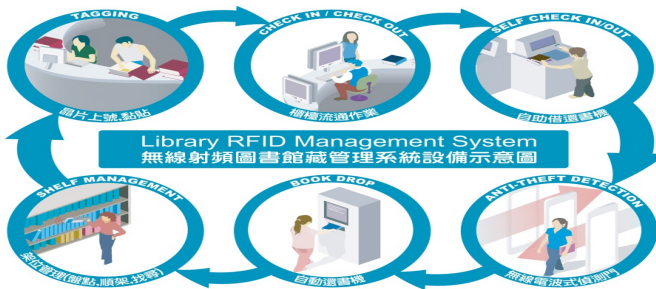 TAGGING
晶片上號,黏貼
CHECK IN / CHECK OUT
櫃檯流通作業
SELF CHECK IN/OUT
自助借還書機
Library RFID Management System
無線射頻圖書館藏管理系統設備示意圖
SHELF MANAGEMENT
架位管理(盤點,順架,找尋)
BOOK DROP
自動還書機
ANTI-THEFT DETECTION
無線電波式偵測門